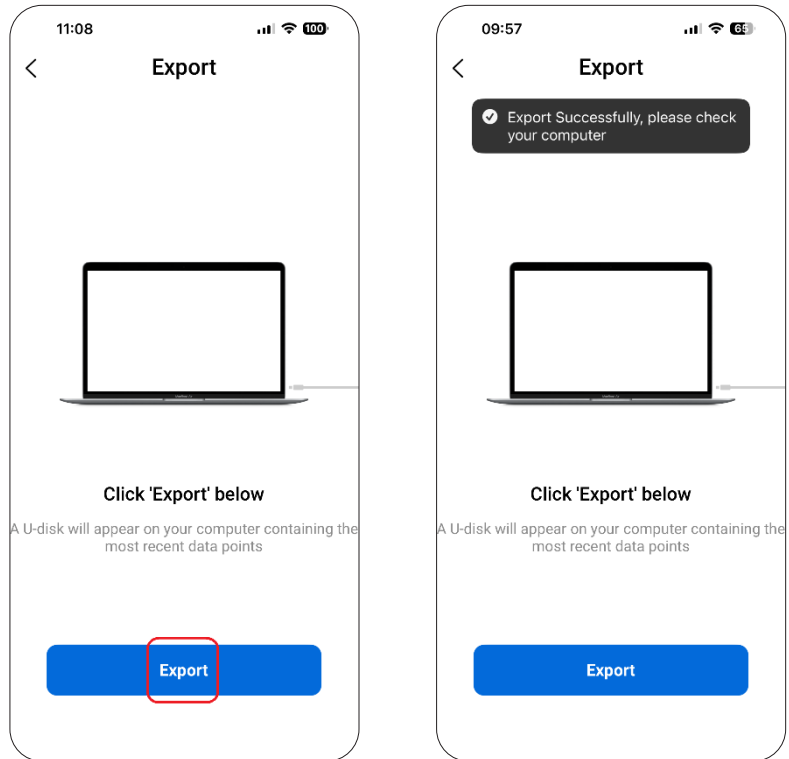 11:08
100
Export
Click 'Export' below
A U-disk will appear on your computer containing the
most recent data points
Export
09:57
65
Export
Export Successfully, please check
your computer
Click 'Export' below
A U-disk will appear on your computer containing the
most recent data points
Export